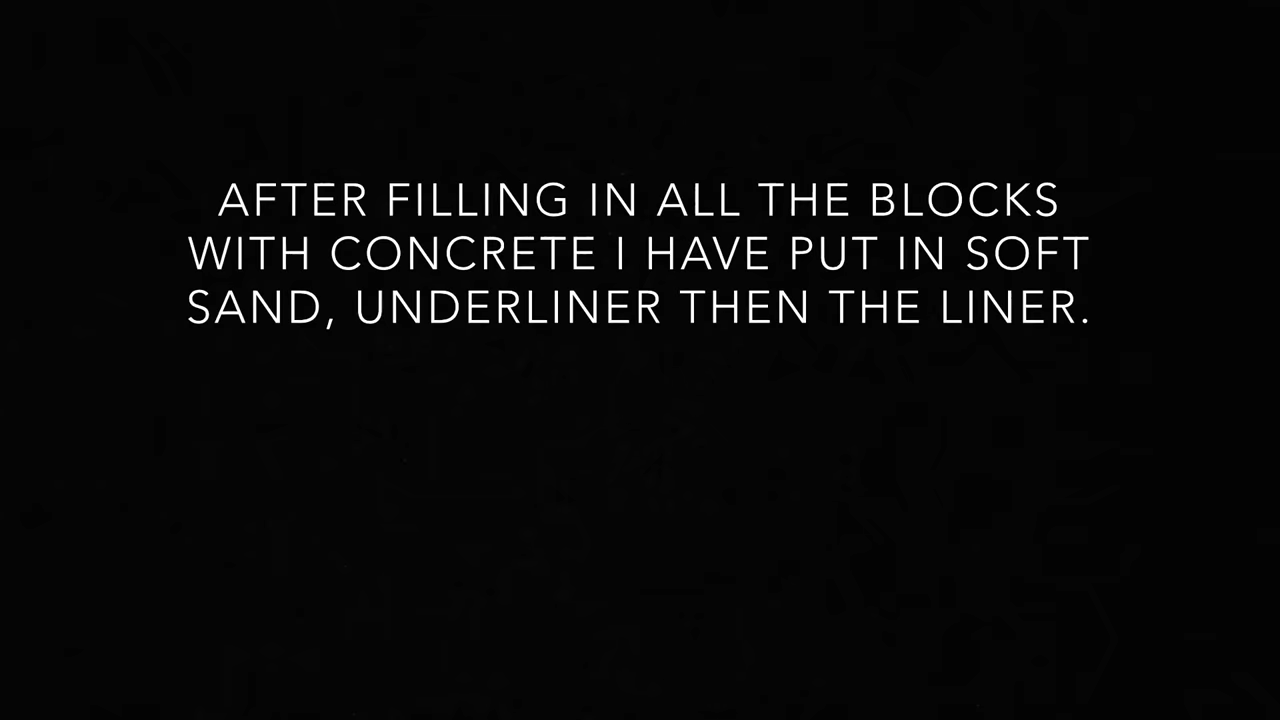 AFTER FILLING IN ALL THE BLOCKS
WITH CONCRETE I HAVE PUT IN SOFT
SAND, UNDERLINER THEN THE LINER.